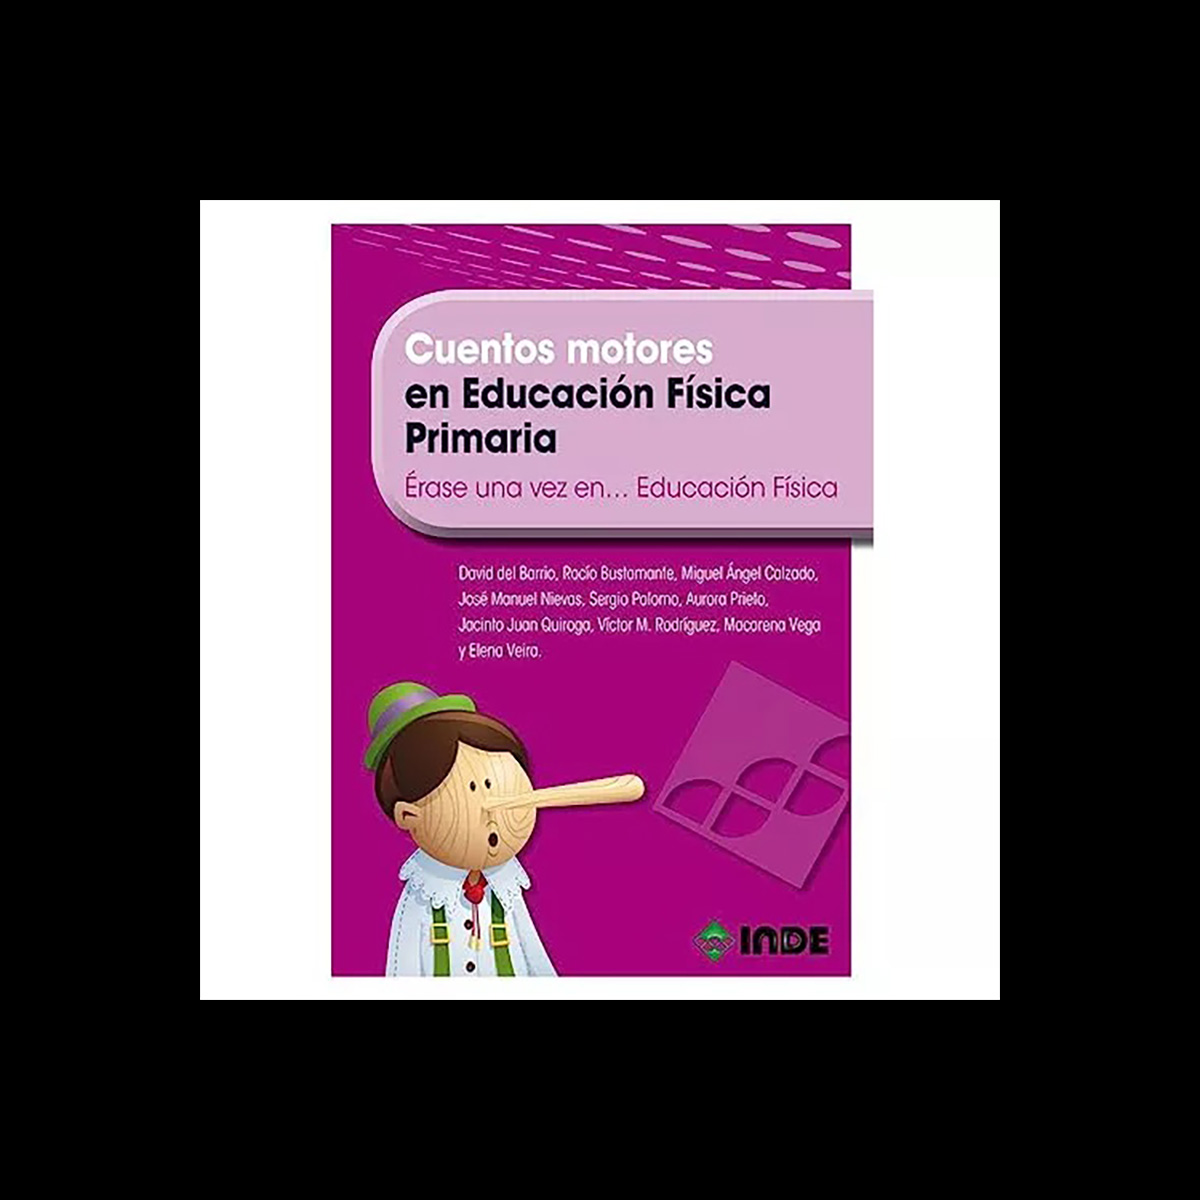 Cuentos motores
en Educación Física
Primaria
Érase una vez en... Educación Física
David del Barrio, Rocío Bustamante, Miguel Ángel Calzado,
José Manuel Nievas, Sergio Palomo, Aurora Prieto,
Jacinto Juan Quiroga, Víctor M. Rodríguez, Macarena Vega
y Elena Veira.
INDE